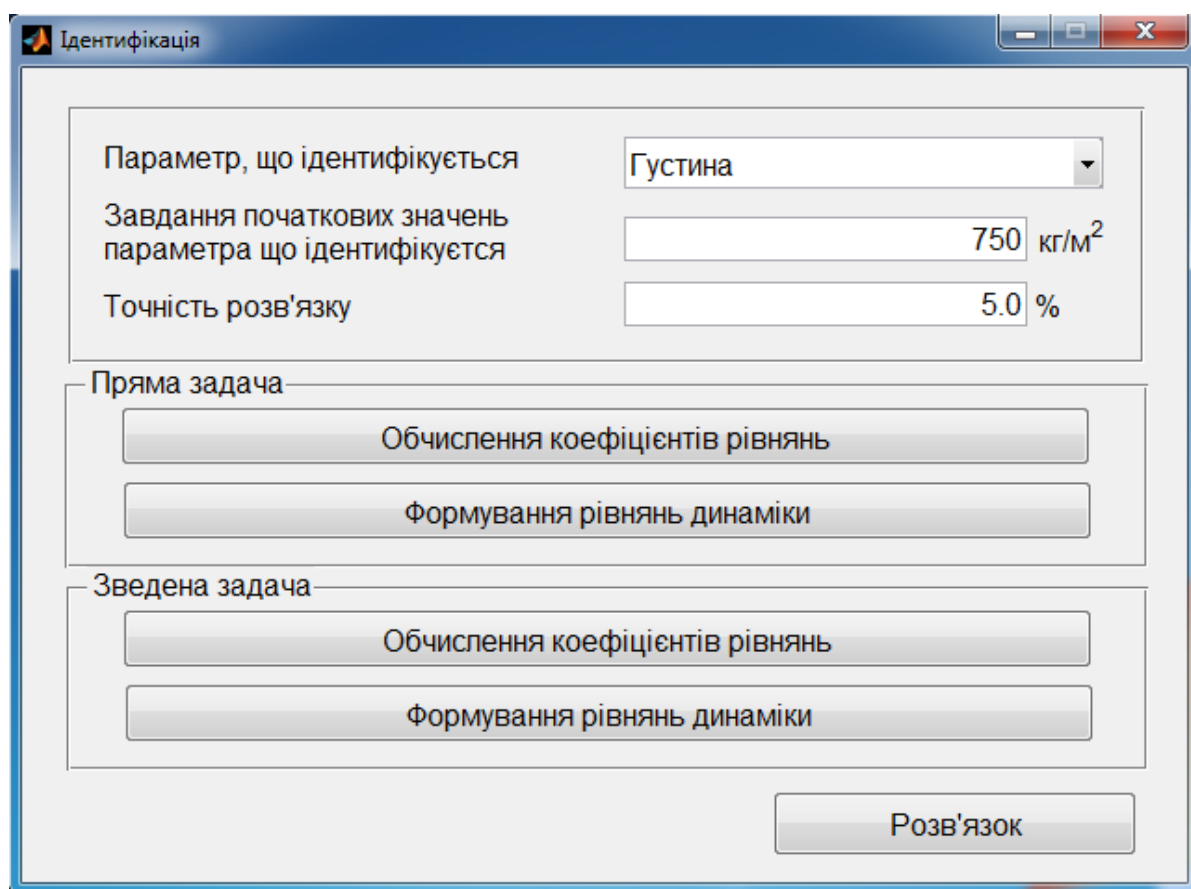 Ідентифікація
Параметр, що ідентифікується
Густина
Завдання початкових значень
параметра що ідентифікуєтся
750 кг/м²
Точність розв'язку
5.0 %
Пряма задача
Обчислення коефіцієнтів рівнянь
Формування рівнянь динаміки
Зведена задача
Обчислення коефіцієнтів рівнянь
Формування рівнянь динаміки
Розв'язок